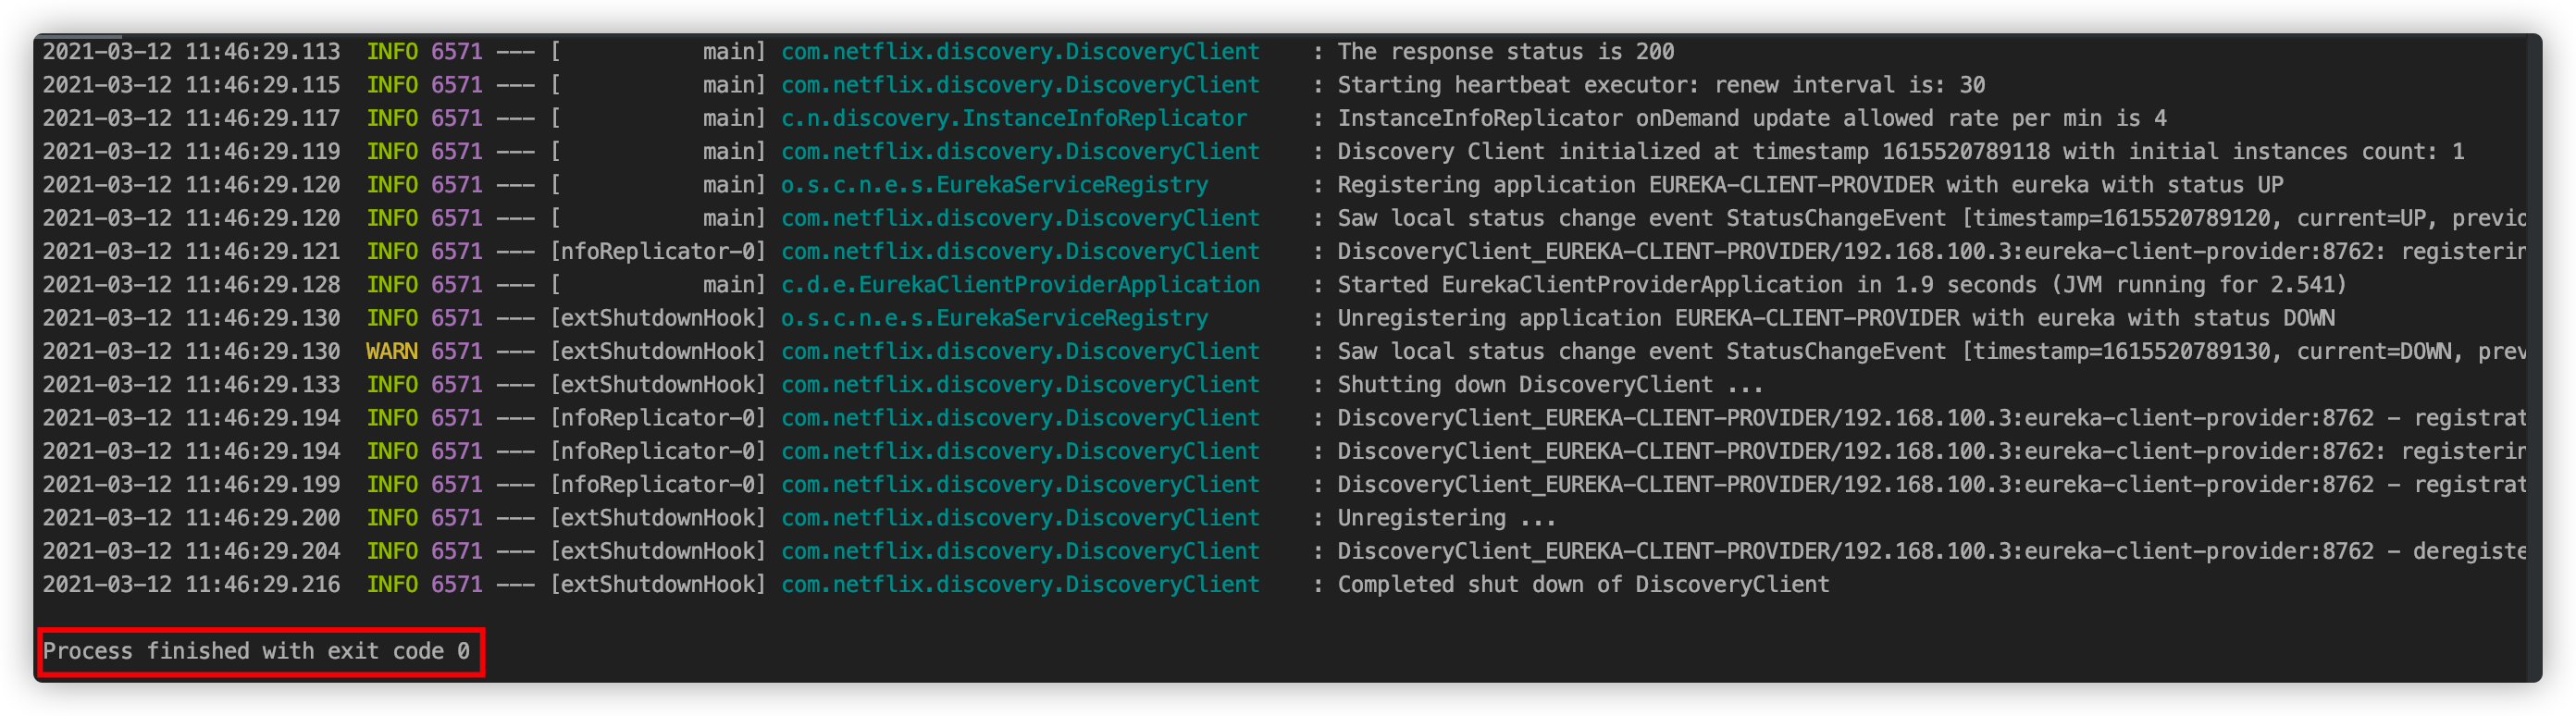 2021-03-12 11:46:29.113  INFO 6571 --- [           main] com.netflix.discovery.DiscoveryClient    : The response status is 200
2021-03-12 11:46:29.115  INFO 6571 --- [           main] com.netflix.discovery.DiscoveryClient    : Starting heartbeat executor: renew interval is: 30
2021-03-12 11:46:29.117  INFO 6571 --- [           main] c.n.discovery.InstanceInfoReplicator     : InstanceInfoReplicator onDemand update allowed rate per min is 4
2021-03-12 11:46:29.119  INFO 6571 --- [           main] com.netflix.discovery.DiscoveryClient    : Discovery Client initialized at timestamp 1615520789118 with initial instances count: 1
2021-03-12 11:46:29.120  INFO 6571 --- [           main] o.s.c.n.e.s.EurekaServiceRegistry        : Registering application EUREKA-CLIENT-PROVIDER with eureka with status UP
2021-03-12 11:46:29.120  INFO 6571 --- [           main] com.netflix.discovery.DiscoveryClient    : Saw local status change event StatusChangeEvent [timestamp=1615520789120, current=UP, previo
2021-03-12 11:46:29.121  INFO 6571 --- [nfoReplicator-0] com.netflix.discovery.DiscoveryClient    : DiscoveryClient_EUREKA-CLIENT-PROVIDER/192.168.100.3:eureka-client-provider:8762: registerin
2021-03-12 11:46:29.128  INFO 6571 --- [           main] c.d.e.EurekaClientProviderApplication    : Started EurekaClientProviderApplication in 1.9 seconds (JVM running for 2.541)
2021-03-12 11:46:29.130  INFO 6571 --- [extShutdownHook] o.s.c.n.e.s.EurekaServiceRegistry        : Unregistering application EUREKA-CLIENT-PROVIDER with eureka with status DOWN
2021-03-12 11:46:29.130  WARN 6571 --- [extShutdownHook] com.netflix.discovery.DiscoveryClient    : Saw local status change event StatusChangeEvent [timestamp=1615520789130, current=DOWN, prev
2021-03-12 11:46:29.133  INFO 6571 --- [extShutdownHook] com.netflix.discovery.DiscoveryClient    : Shutting down DiscoveryClient ...
2021-03-12 11:46:29.194  INFO 6571 --- [nfoReplicator-0] com.netflix.discovery.DiscoveryClient    : DiscoveryClient_EUREKA-CLIENT-PROVIDER/192.168.100.3:eureka-client-provider:8762 - registrat
2021-03-12 11:46:29.194  INFO 6571 --- [nfoReplicator-0] com.netflix.discovery.DiscoveryClient    : DiscoveryClient_EUREKA-CLIENT-PROVIDER/192.168.100.3:eureka-client-provider:8762: registerin
2021-03-12 11:46:29.199  INFO 6571 --- [nfoReplicator-0] com.netflix.discovery.DiscoveryClient    : DiscoveryClient_EUREKA-CLIENT-PROVIDER/192.168.100.3:eureka-client-provider:8762 - registrat
2021-03-12 11:46:29.200  INFO 6571 --- [extShutdownHook] com.netflix.discovery.DiscoveryClient    : Unregistering ...
2021-03-12 11:46:29.204  INFO 6571 --- [extShutdownHook] com.netflix.discovery.DiscoveryClient    : DiscoveryClient_EUREKA-CLIENT-PROVIDER/192.168.100.3:eureka-client-provider:8762 - deregiste
2021-03-12 11:46:29.216  INFO 6571 --- [extShutdownHook] com.netflix.discovery.DiscoveryClient    : Completed shut down of DiscoveryClient
Process finished with exit code 0